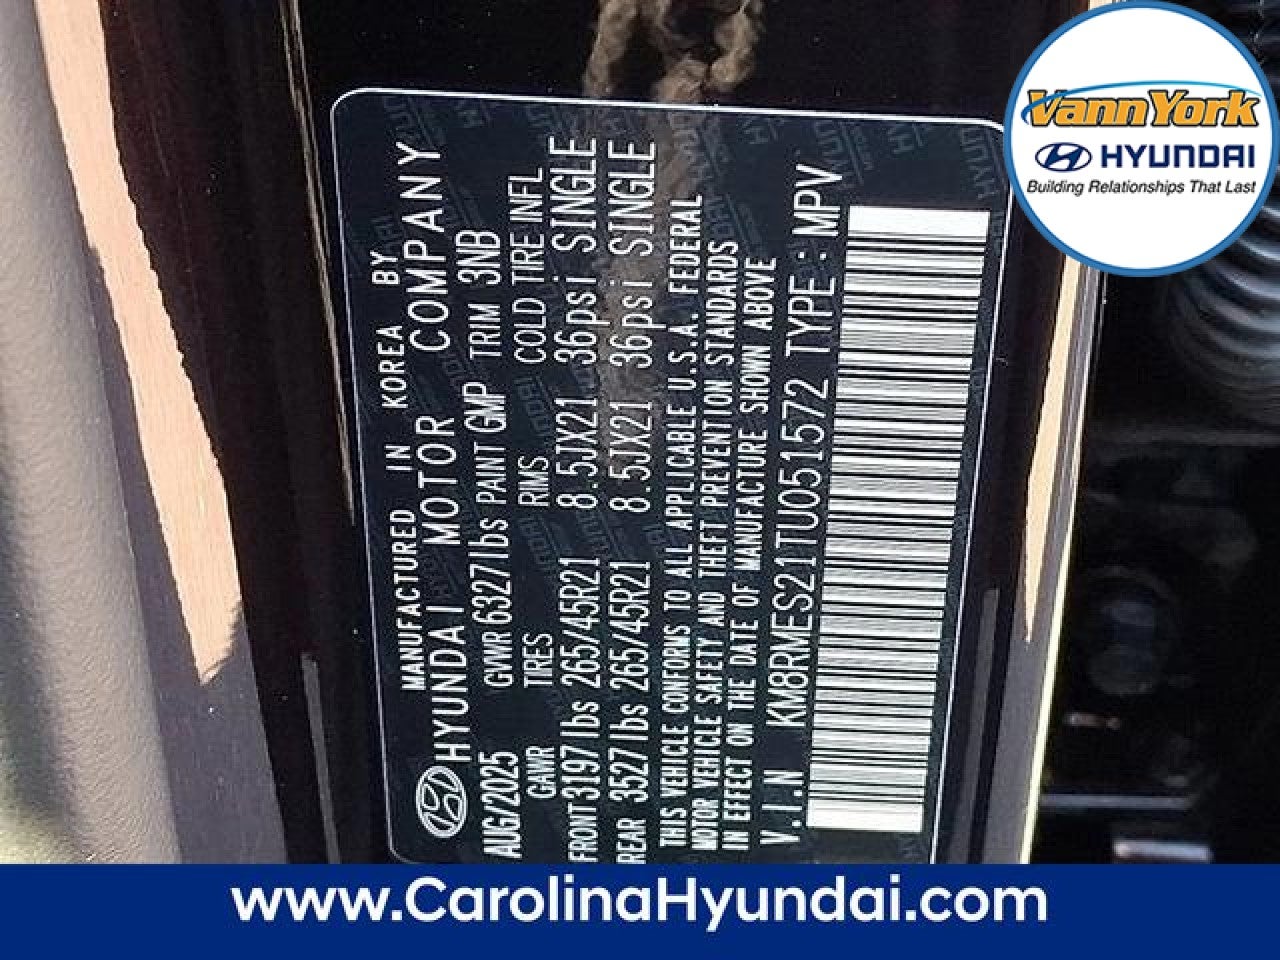 VannYork
HYUNDAI
Building Relationships That Last
MANUFACTURED IN KOREA BY
HYUNDAI MOTOR COMPANY
AUG/2025 GVWR 6327lbs PAINT GMP TRIM 3NB
GAWR TIRES RIMS COLD TIRE INFL
FRONT 3197lbs 265/45R21 8.5JX21 36psi SINGLE
REAR 3527lbs 265/45R21 8.5JX21 36psi SINGLE
THIS VEHICLE CONFORMS TO ALL APPLICABLE U.S.A. FEDERAL
MOTOR VEHICLE SAFETY AND THEFT PREVENTION STANDARDS
IN EFFECT ON THE DATE OF MANUFACTURE SHOWN ABOVE
V.I.N KM8RMES21TU051572 TYPE : MPV
www.CarolinaHyundai.com